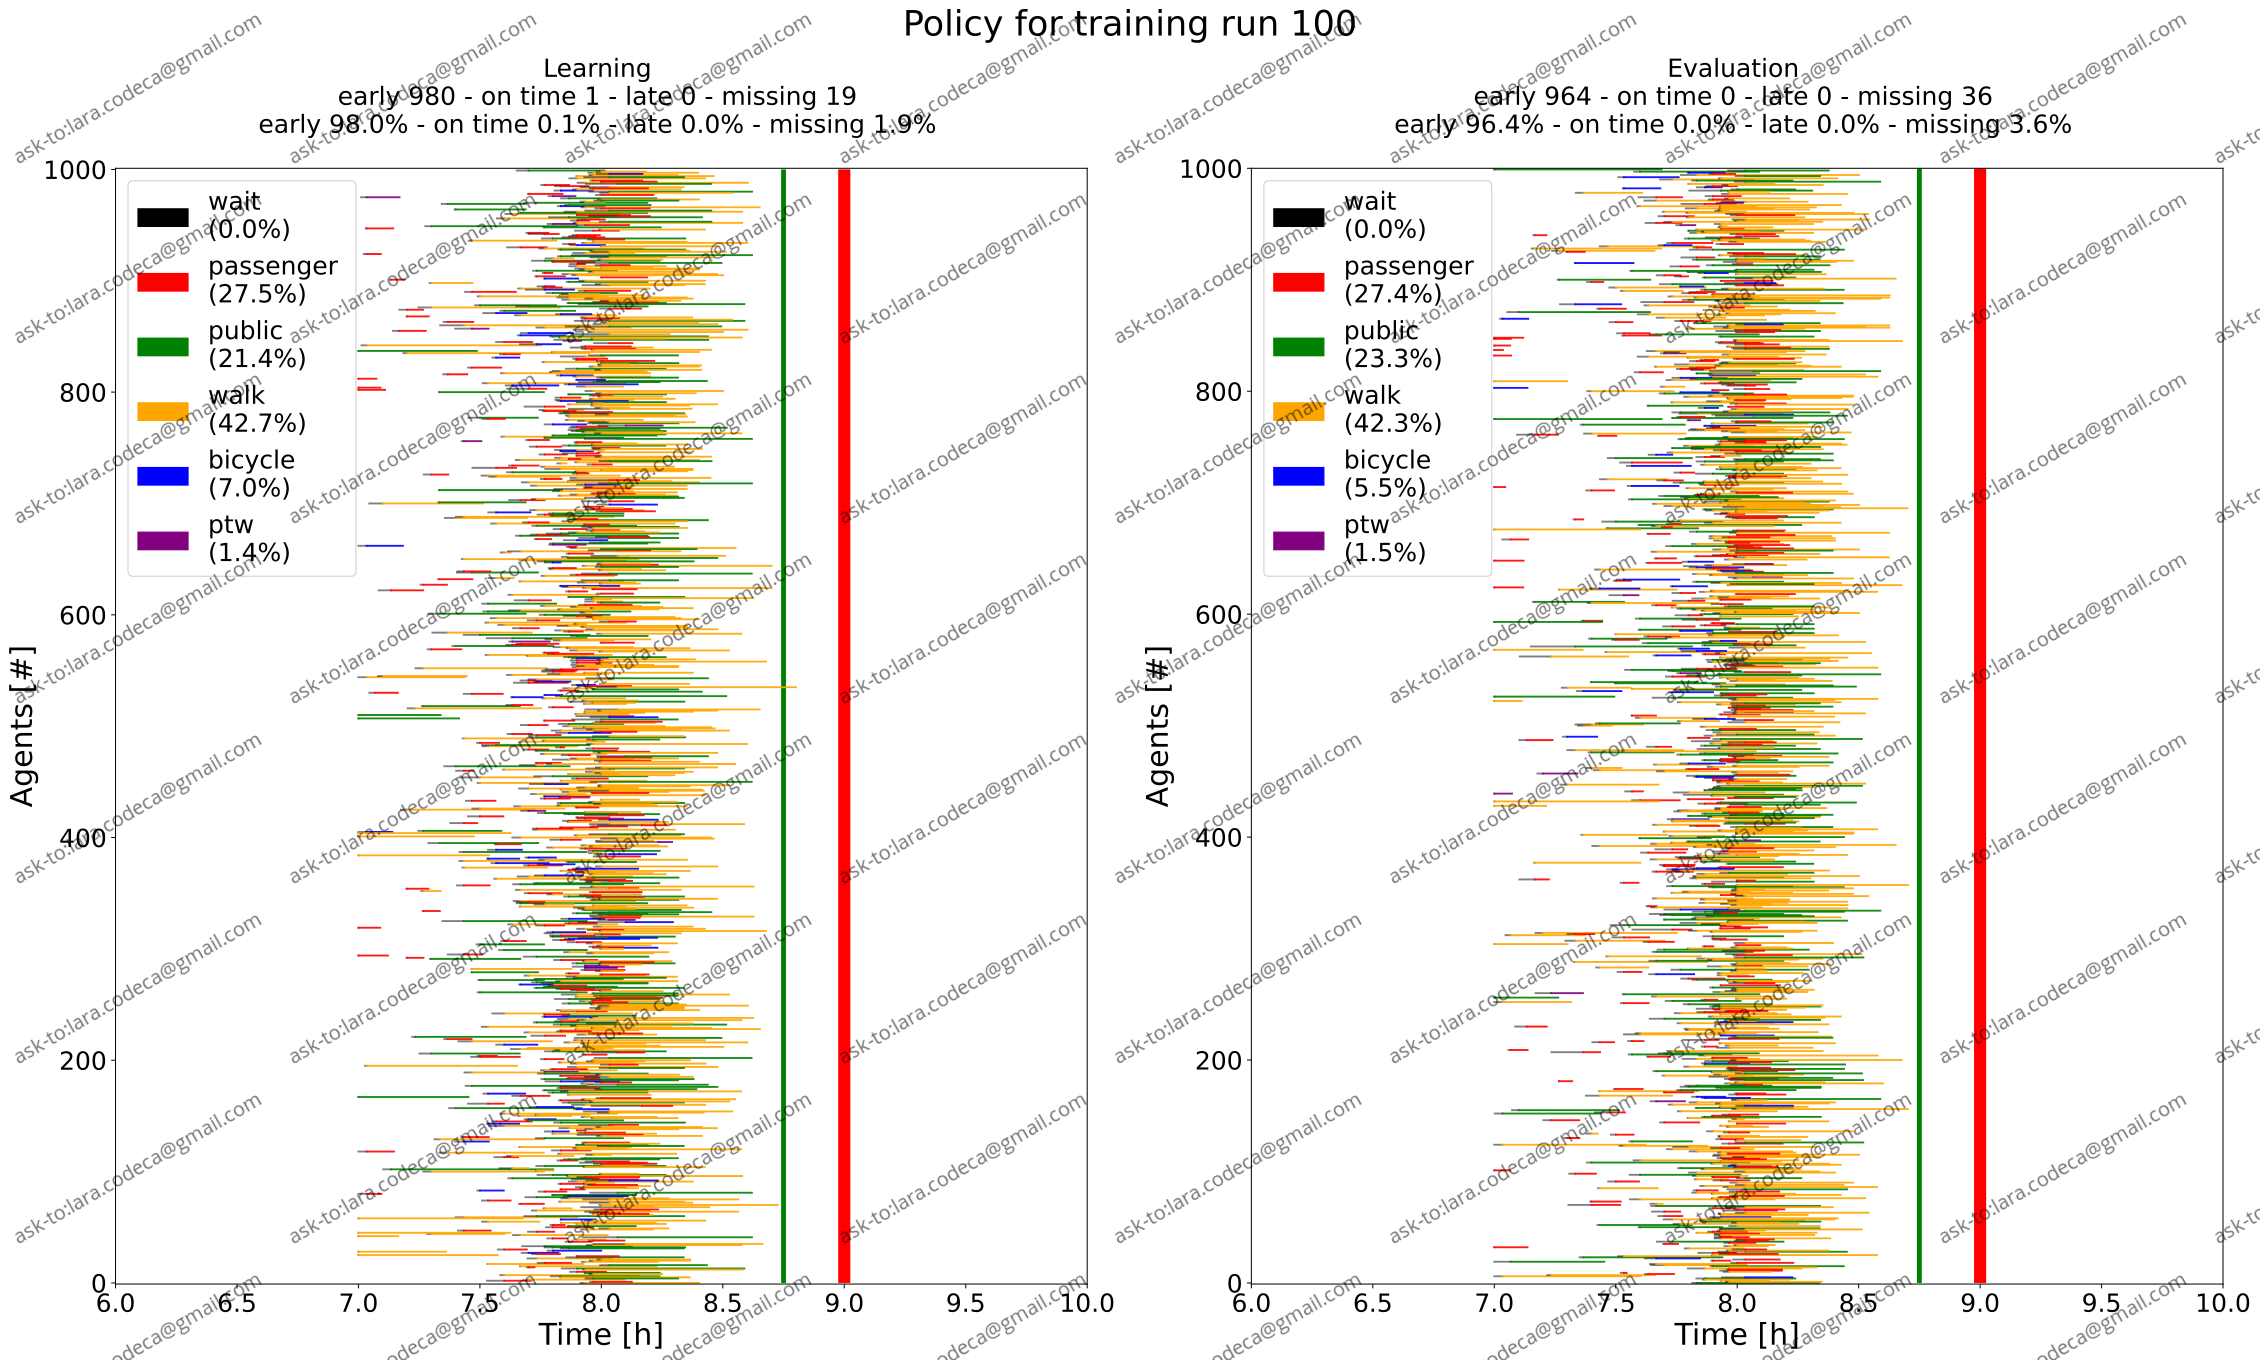 Policy for training run 100
Learning
early 980 - on time 1 - late 0 - missing 19
early 98.0% - on time 0.1% - late 0.0% - missing 1.9%
1000
800
600
400
200
0
Agents [#]
wait
(0.0%)
passenger
(27.5%)
public
(21.4%)
walk
(42.7%)
bicycle
(7.0%)
ptw
(1.4%)
6.0 6.5 7.0 7.5 8.0 8.5 9.0 9.5 10.0
Time [h]
Evaluation
early 964 - on time 0 - late 0 - missing 36
early 96.4% - on time 0.0% - late 0.0% - missing 3.6%
1000
800
600
400
200
0
Agents [#]
wait
(0.0%)
passenger
(27.4%)
public
(23.3%)
walk
(42.3%)
bicycle
(5.5%)
ptw
(1.5%)
6.0 6.5 7.0 7.5 8.0 8.5 9.0 9.5 10.0
Time [h]
ask-to:lara.codeca@gmail.com